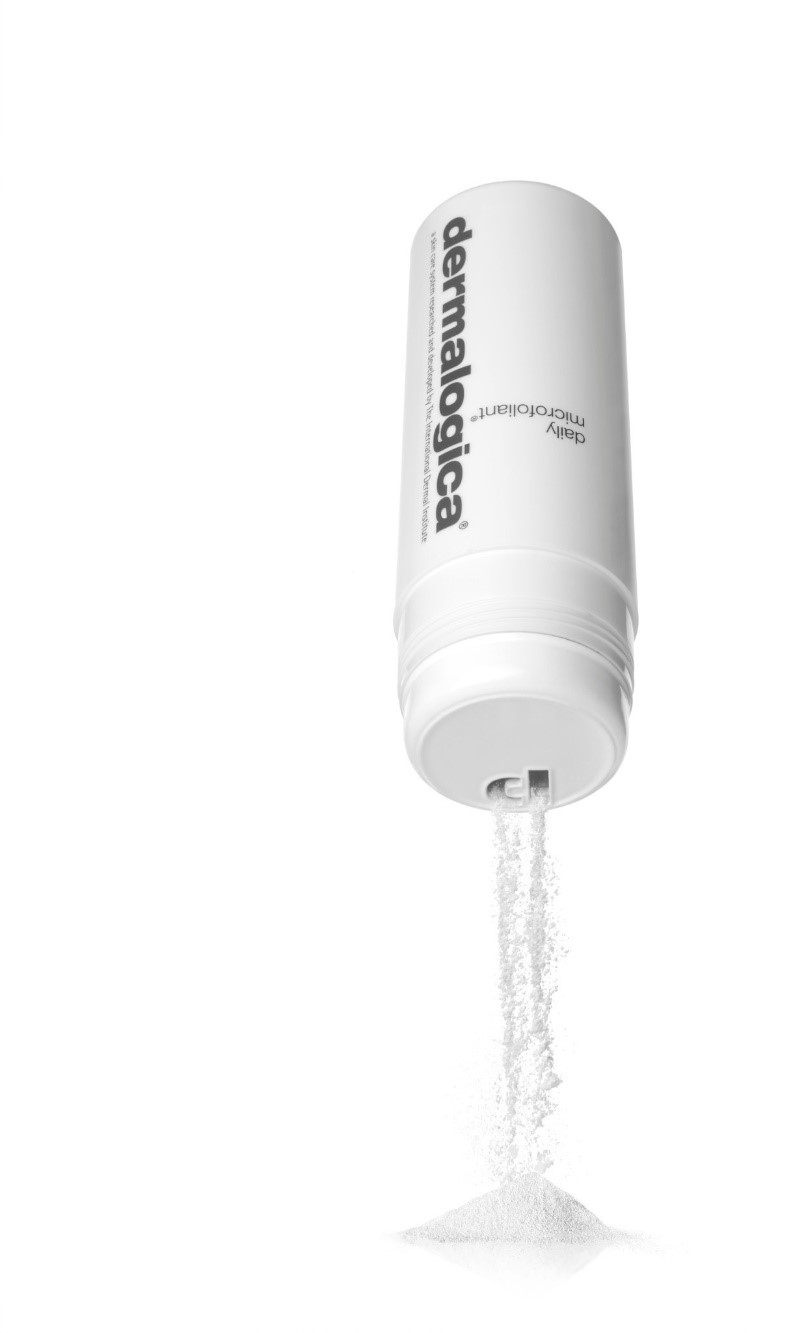 dermalogica®
a skin care system researched and developed by The International Dermal Institute
daily
microfoliant®